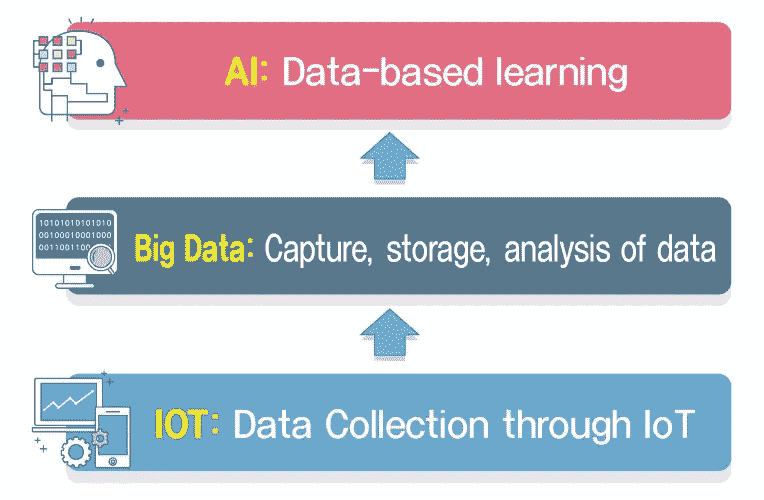 AI: Data-based learning
10101010101010
00100010001000
0011001100
Big Data: Capture, storage, analysis of data
IOT: Data Collection through IoT